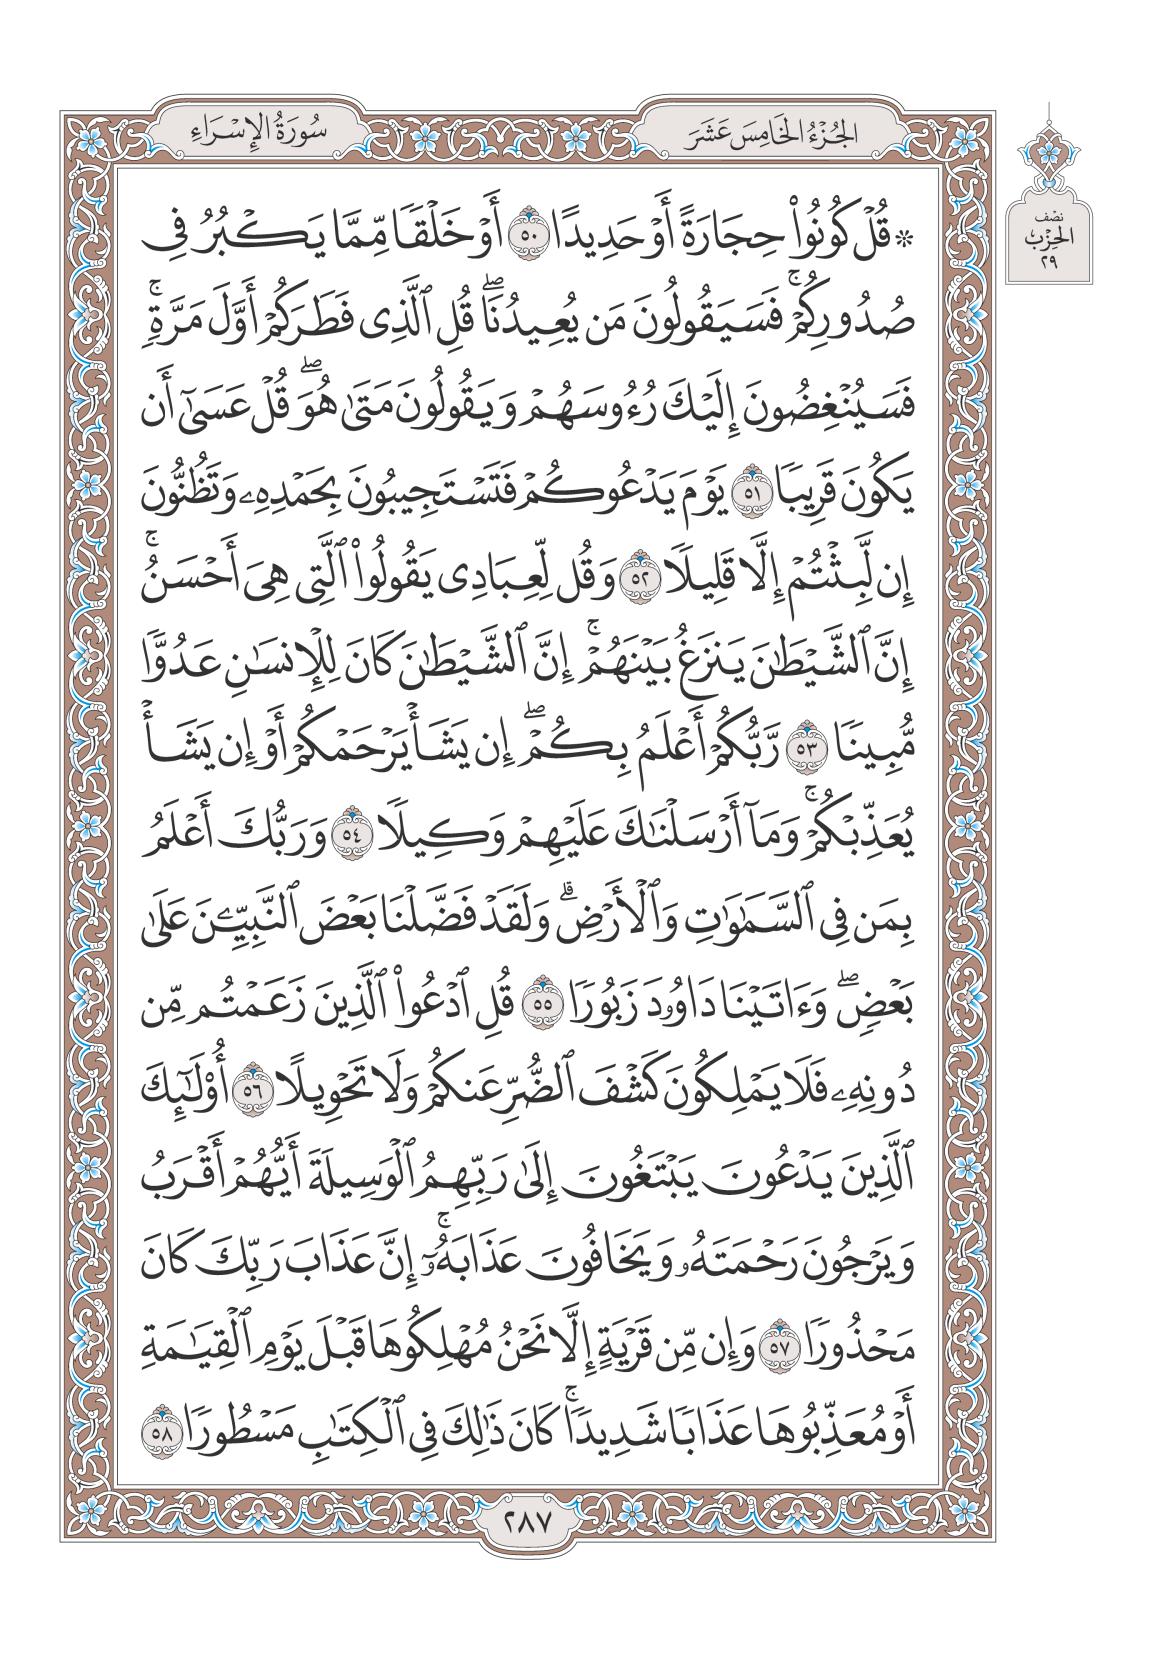 الجُزْءُ الخَامِسَ عَشَرَ
سُورَةُ الإِسْرَاءِ
نصف
الحِزْب
٢٩
۞ قُلۡ كُونُواْ حِجَارَةً أَوۡ حَدِيدًا ٥٠ أَوۡ خَلۡقٗا مِّمَّا يَكۡبُرُ فِي
صُدُورِكُمۡۚ فَسَيَقُولُونَ مَن يُعِيدُنَاۖ قُلِ ٱلَّذِي فَطَرَكُمۡ أَوَّلَ مَرَّةٖۚ
فَسَيُنۡغِضُونَ إِلَيۡكَ رُءُوسَهُمۡ وَيَقُولُونَ مَتَىٰ هُوَۖ قُلۡ عَسَىٰٓ أَن
يَكُونَ قَرِيبٗا ٥١ يَوۡمَ يَدۡعُوكُمۡ فَتَسۡتَجِيبُونَ بِحَمۡدِهِۦ وَتَظُنُّونَ
إِن لَّبِثۡتُمۡ إِلَّا قَلِيلٗا ٥٢ وَقُل لِّعِبَادِي يَقُولُواْ ٱلَّتِي هِيَ أَحۡسَنُۚ
إِنَّ ٱلشَّيۡطَٰنَ يَنزَغُ بَيۡنَهُمۡۚ إِنَّ ٱلشَّيۡطَٰنَ كَانَ لِلۡإِنسَٰنِ عَدُوّٗا
مُّبِينٗا ٥٣ رَّبُّكُمۡ أَعۡلَمُ بِكُمۡۖ إِن يَشَأۡ يَرۡحَمۡكُمۡ أَوۡ إِن يَشَأۡ
يُعَذِّبۡكُمۡۚ وَمَآ أَرۡسَلۡنَٰكَ عَلَيۡهِمۡ وَكِيلٗا ٥٤ وَرَبُّكَ أَعۡلَمُ
بِمَن فِي ٱلسَّمَٰوَٰتِ وَٱلۡأَرۡضِۗ وَلَقَدۡ فَضَّلۡنَا بَعۡضَ ٱلنَّبِيِّـۧنَ عَلَىٰ
بَعۡضٖۖ وَءَاتَيۡنَا دَاوُۥدَ زَبُورٗا ٥٥ قُلِ ٱدۡعُواْ ٱلَّذِينَ زَعَمۡتُم مِّن
دُونِهِۦ فَلَا يَمۡلِكُونَ كَشۡفَ ٱلضُّرِّ عَنكُمۡ وَلَا تَحۡوِيلًا ٥٦ أُوْلَٰٓئِكَ
ٱلَّذِينَ يَدۡعُونَ يَبۡتَغُونَ إِلَىٰ رَبِّهِمُ ٱلۡوَسِيلَةَ أَيُّهُمۡ أَقۡرَبُ
وَيَرۡجُونَ رَحۡمَتَهُۥ وَيَخَافُونَ عَذَابَهُۥٓۚ إِنَّ عَذَابَ رَبِّكَ كَانَ
مَحۡذُورٗا ٥٧ وَإِن مِّن قَرۡيَةٍ إِلَّا نَحۡنُ مُهۡلِكُوهَا قَبۡلَ يَوۡمِ ٱلۡقِيَٰمَةِ
أَوۡ مُعَذِّبُوهَا عَذَابٗا شَدِيدٗاۚ كَانَ ذَٰلِكَ فِي ٱلۡكِتَٰبِ مَسۡطُورٗا ٥٨
٢٨٧